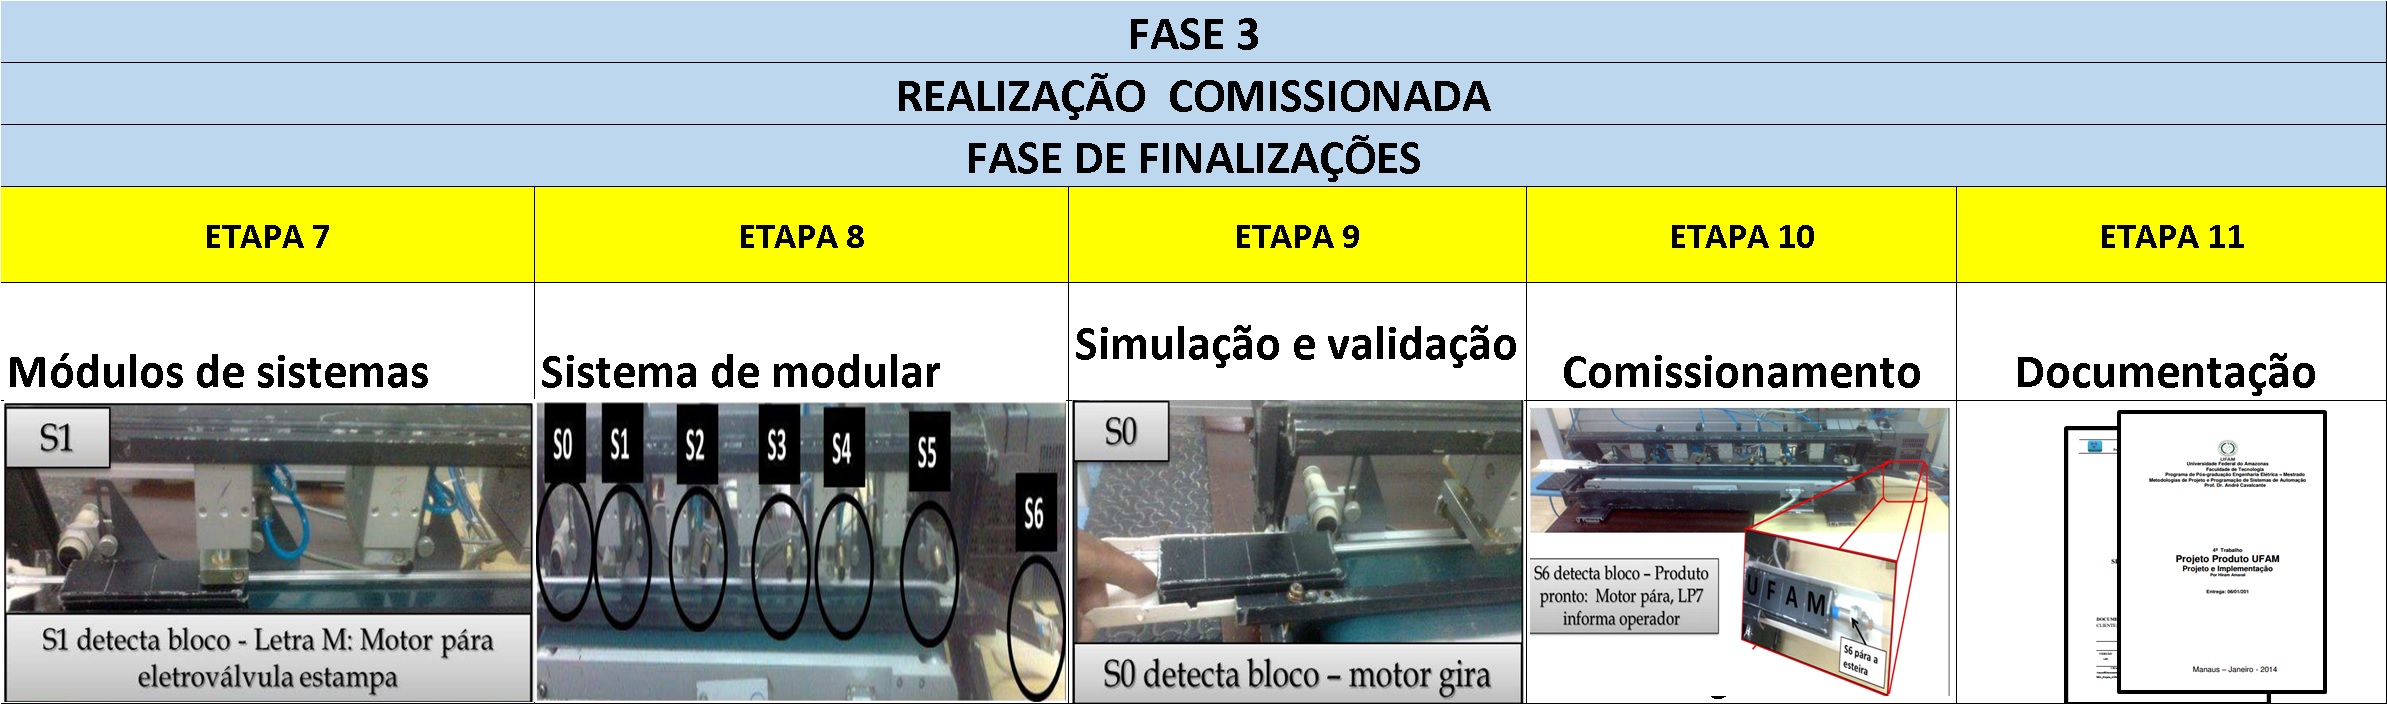 FASE 3
REALIZAÇÃO COMISSIONADA
FASE DE FINALIZAÇÕES
ETAPA 7
ETAPA 8
ETAPA 9
ETAPA 10
ETAPA 11
Módulos de sistemas
Sistema de modular
Simulação e validação
Comissionamento
Documentação
S1
S1 detecta bloco - Letra M: Motor pára
eletroválvula estampa
S0
S1
S2
S3
S4
S5
S6
S0
S0 detecta bloco – motor gira
S6 detecta bloco – Produto
pronto: Motor pára, LP7
informa operador
UFAM
S6 pára a
esteira
UFAM
Universidade Federal do Amazonas
Faculdade de Tecnologia
Programa de Pós-graduação Engenharia Elétrica – Mestrado
Metodologias de Projeto e Programação de Sistemas de Automação
Prof. Dr. André Cavalcante
4º Trabalho
Projeto Produto UFAM
Projeto e Implementação
Por Hiram Amaral
Entrega: 06/01/201
Manaus – Janeiro - 2014